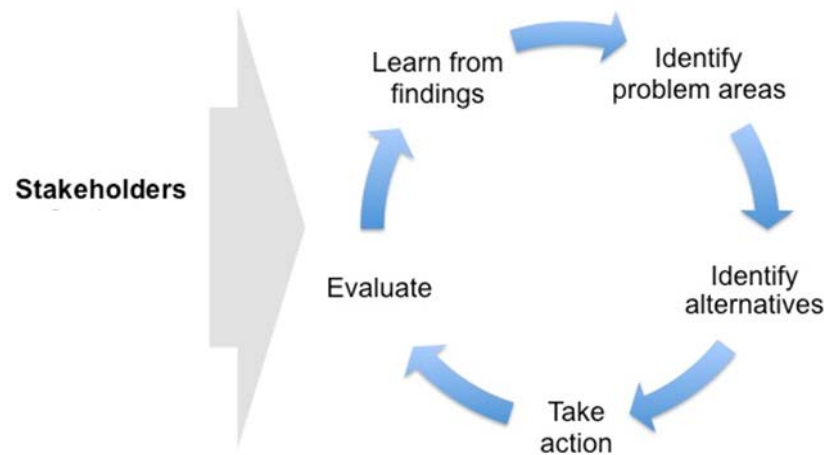 Stakeholders
Learn from
findings
Identify
problem areas
Identify
alternatives
Take
action
Evaluate